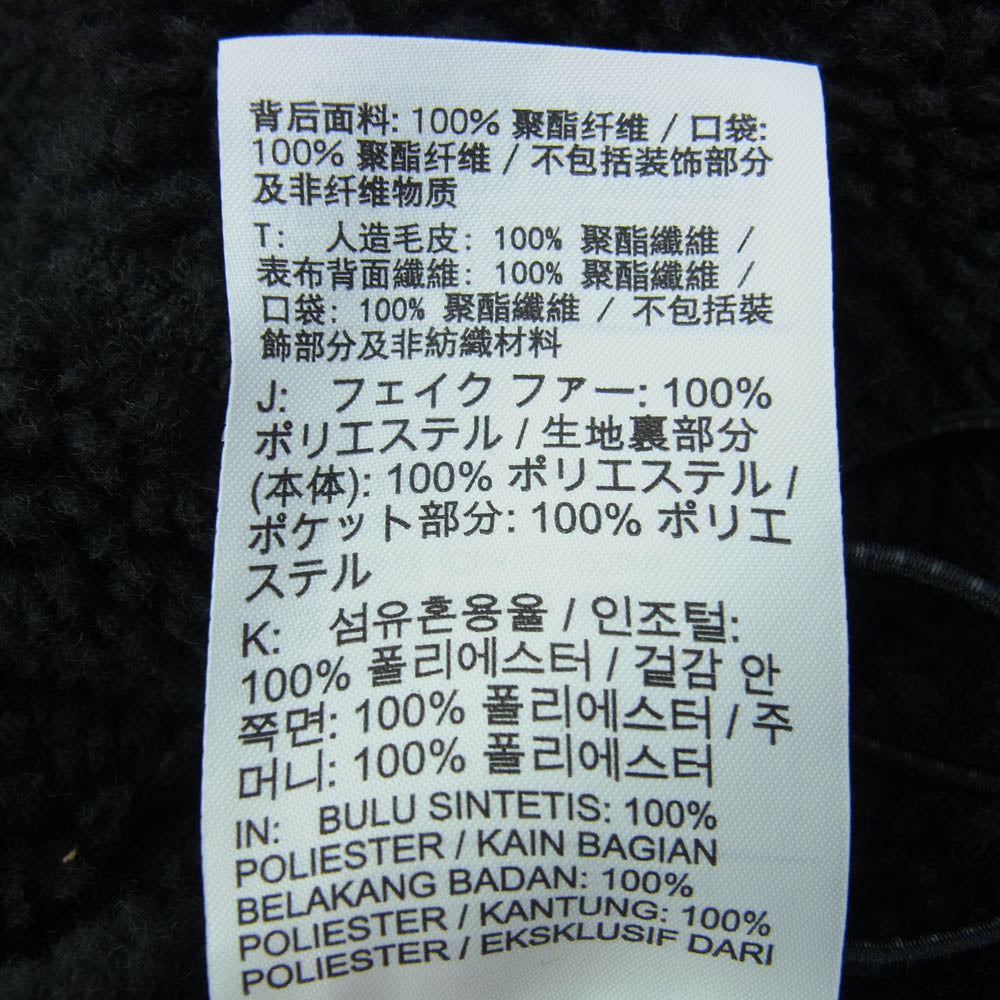 背后面料: 100% 聚酯纤维 / 口袋:
100% 聚酯纤维 / 不包括装饰部分
及非纤维物质
T: 人造毛皮: 100% 聚酯纖維 /
表布背面纖維: 100% 聚酯纖維 /
口袋: 100% 聚酯纖維 / 不包括裝
飾部分及非紡織材料
J: フェイク ファー: 100%
ポリエステル / 生地裏部分
(本体): 100% ポリエステル /
ポケット部分: 100% ポリエ
ステル
K: 섬유혼용율 / 인조털:
100% 폴리에스터 / 겉감 안
쪽면: 100% 폴리에스터 / 주
머니: 100% 폴리에스터
IN: BULU SINTETIS: 100%
POLIESTER / KAIN BAGIAN
BELAKANG BADAN: 100%
POLIESTER / KANTUNG: 100%
POLIESTER / EKSKLUSIF DARI